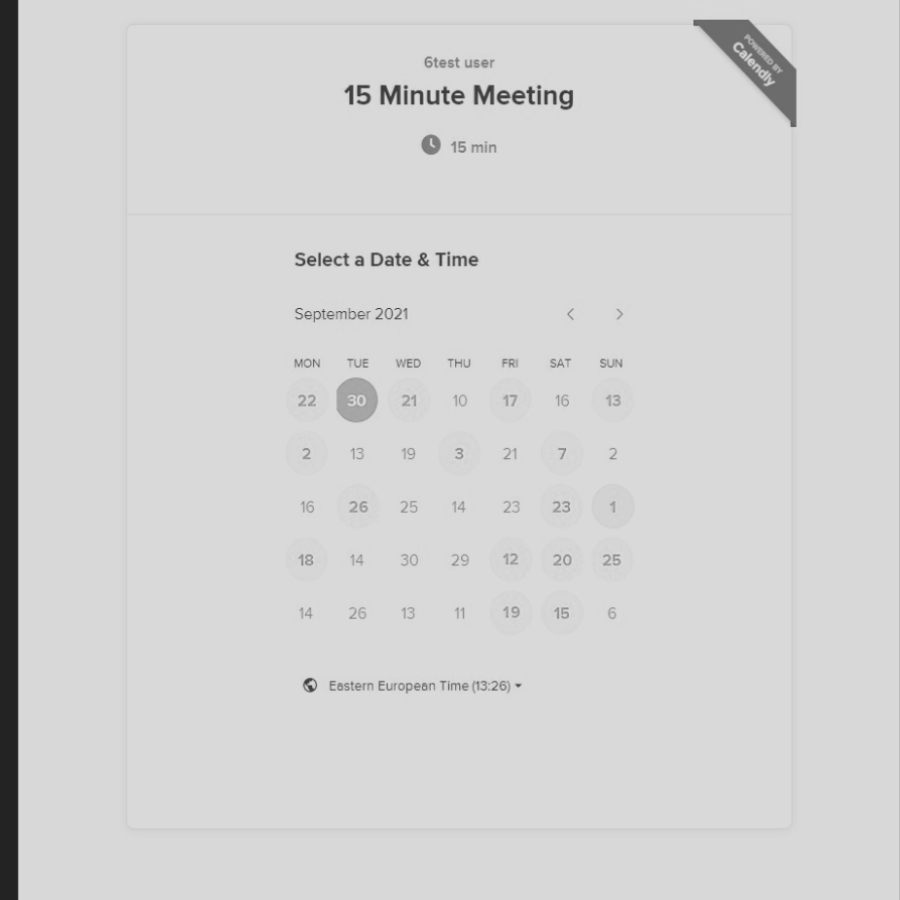 POWERED BY
Calendly
6test user
15 Minute Meeting
15 min
Select a Date & Time
September 2021
MON TUE WED THU FRI SAT SUN
22 30 21 10 17 16 13
2 13 19 3 21 7 2
16 26 25 14 23 23 1
18 14 30 29 12 20 25
14 26 13 11 19 15 6
Eastern European Time (13:26)